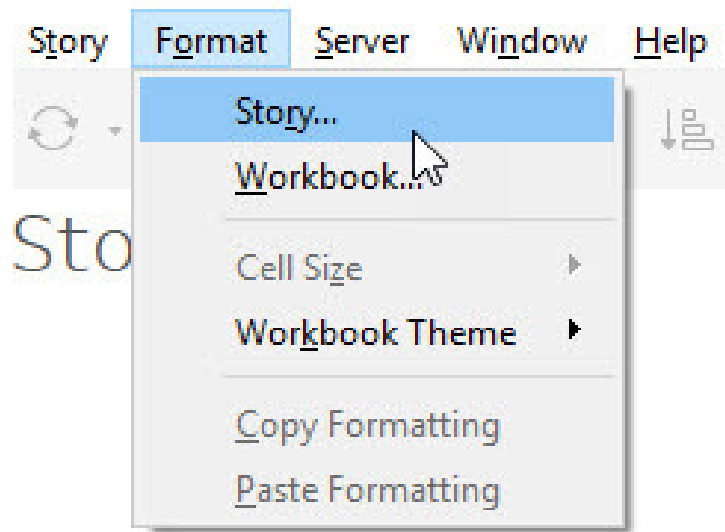 Story Format Server Window Help
Story...
Workbook...
Sto
Cell Size
Workbook Theme
Copy Formatting
Paste Formatting